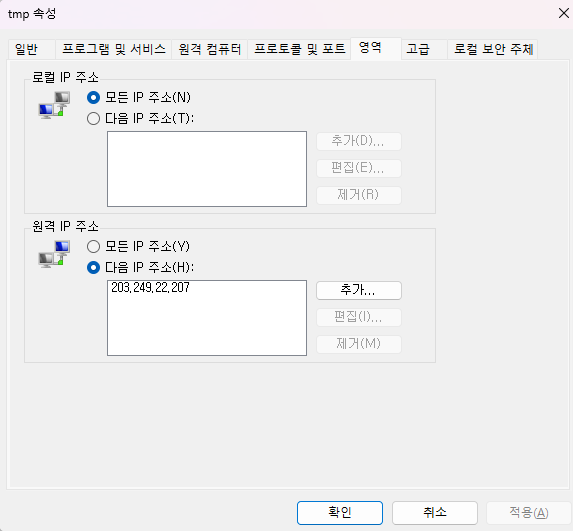 tmp 속성
일반 프로그램 및 서비스 원격 컴퓨터 프로토콜 및 포트 영역 고급 로컬 보안 주체
로컬 IP 주소
모든 IP 주소(N)
다음 IP 주소(T):
추가(D)...
편집(E)...
제거(R)
원격 IP 주소
모든 IP 주소(Y)
다음 IP 주소(H):
203,249,22,207
추가...
편집(I)...
제거(M)
확인 취소 적용(A)